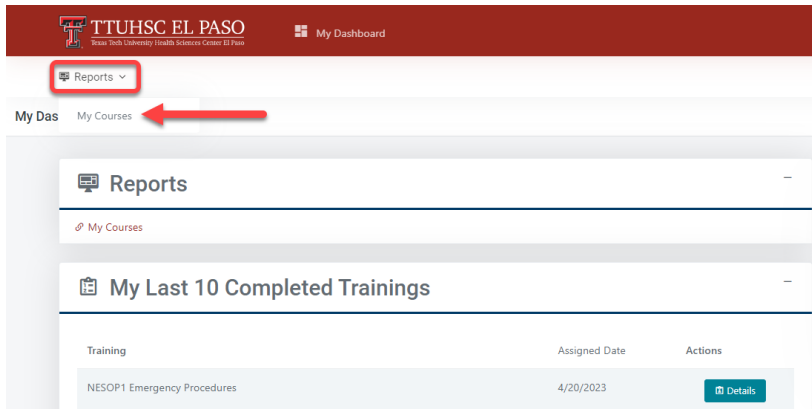 TTUHSC EL PASO
Texas Tech University Health Sciences Center El Paso
My Dashboard
Reports
My Das
My Courses
Reports
My Courses
My Last 10 Completed Trainings
Training Assigned Date Actions
NESOP1 Emergency Procedures 4/20/2023 Details